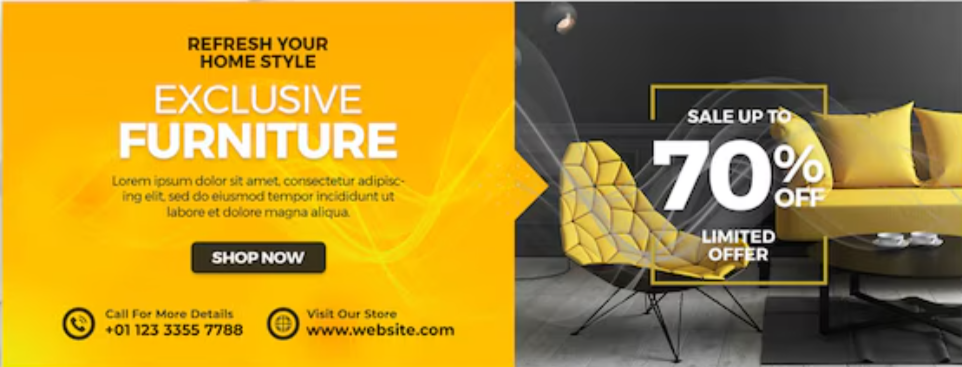 REFRESH YOUR
HOME STYLE
EXCLUSIVE
FURNITURE
Lorem ipsum dolor sit amet, consectetur adipisc-
ing elit, sed do eiusmod tempor incididunt ut
labore et dolore magna aliqua.
SHOP NOW
Call For More Details
+01 123 3355 7788
Visit Our Store
www.website.com
SALE UP TO
70%
OFF
LIMITED
OFFER